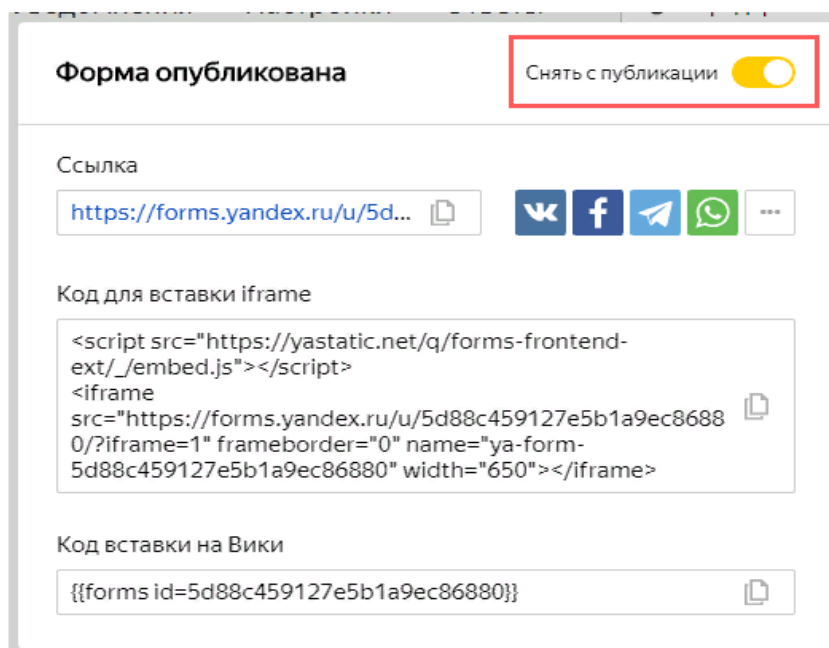 Форма опубликована
Снять с публикации
Ссылка
https://forms.yandex.ru/u/5d...
Код для вставки iframe
<script src="https://yastatic.net/q/forms-frontend-
ext/_/embed.js"></script>
<iframe
src="https://forms.yandex.ru/u/5d88c459127e5b1a9ec8688
0/?iframe=1" frameborder="0" name="ya-form-
5d88c459127e5b1a9ec86880" width="650"></iframe>
Код вставки на Вики
{{forms id=5d88c459127e5b1a9ec86880}}